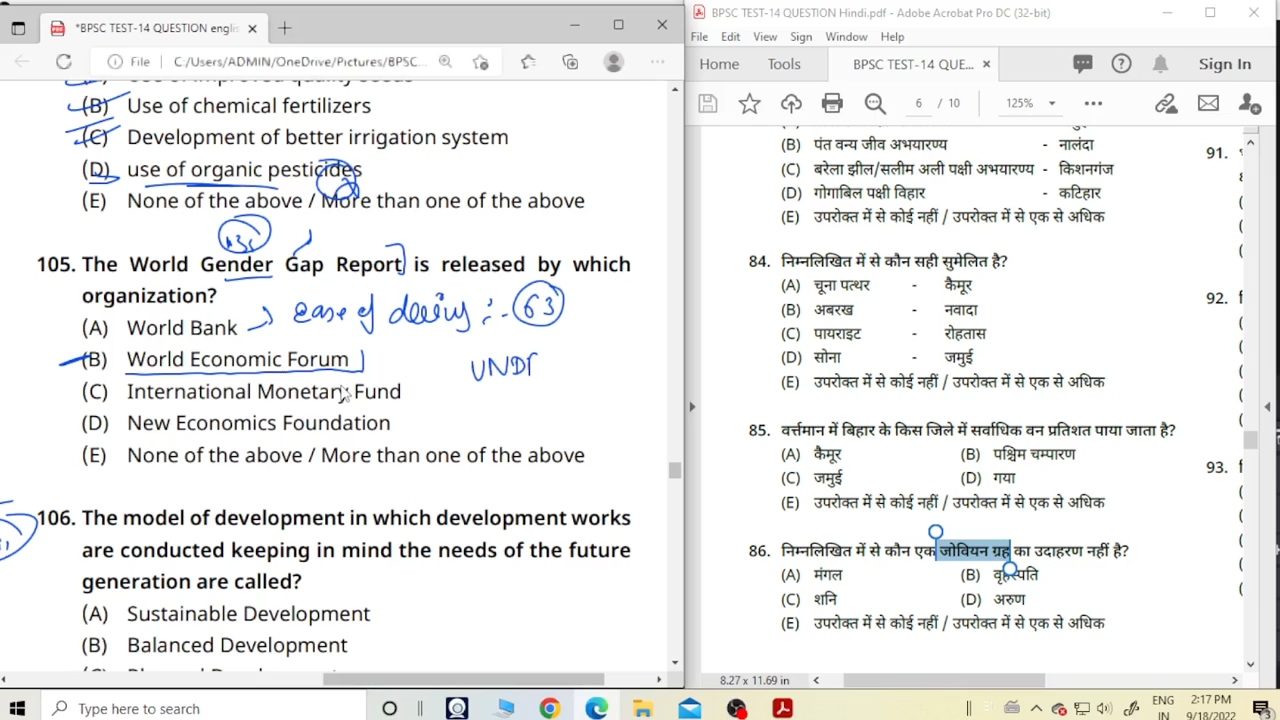 *BPSC TEST-14 QUESTION englis
File
C:/Users/ADMIN/OneDrive/Pictures/BPSC...
(B) Use of chemical fertilizers
(C) Development of better irrigation system
(D) use of organic pesticides
(E) None of the above / More than one of the above
135
105. The World Gender Gap Report is released by which
organization?
ease of doing :- 63
(A) World Bank
(B) World Economic Forum
UNDP
(C) International Monetary Fund
(D) New Economics Foundation
(E) None of the above / More than one of the above
106. The model of development in which development works
are conducted keeping in mind the needs of the future
generation are called?
(A) Sustainable Development
(B) Balanced Development
BPSC TEST-14 QUESTION Hindi.pdf - Adobe Acrobat Pro DC (32-bit)
File Edit View Sign Window Help
Home Tools BPSC TEST-14 QUE... Sign In
6 / 10 125%
(B) पंत वन्य जीव अभयारण्य - नालंदा
(C) बरेला झील/सलीम अली पक्षी अभयारण्य - किशनगंज
(D) गोगाबिल पक्षी विहार - कटिहार
(E) उपरोक्त में से कोई नहीं / उपरोक्त में से एक से अधिक
84. निम्नलिखित में से कौन सही सुमेलित है?
(A) चूना पत्थर - कैमूर
(B) अबरख - नवादा
(C) पायराइट - रोहतास
(D) सोना - जमुई
(E) उपरोक्त में से कोई नहीं / उपरोक्त में से एक से अधिक
85. वर्त्तमान में बिहार के किस जिले में सर्वाधिक वन प्रतिशत पाया जाता है?
(A) कैमूर (B) पश्चिम चम्पारण
(C) जमुई (D) गया
(E) उपरोक्त में से कोई नहीं / उपरोक्त में से एक से अधिक
86. निम्नलिखित में से कौन एक जोवियन ग्रह का उदाहरण नहीं है?
(A) मंगल (B) वृहस्पति
(C) शनि (D) अरुण
(E) उपरोक्त में से कोई नहीं / उपरोक्त में से एक से अधिक
91.
92.
93.
8.27 x 11.69 in
Type here to search
ENG
IN
2:17 PM
9/18/2022